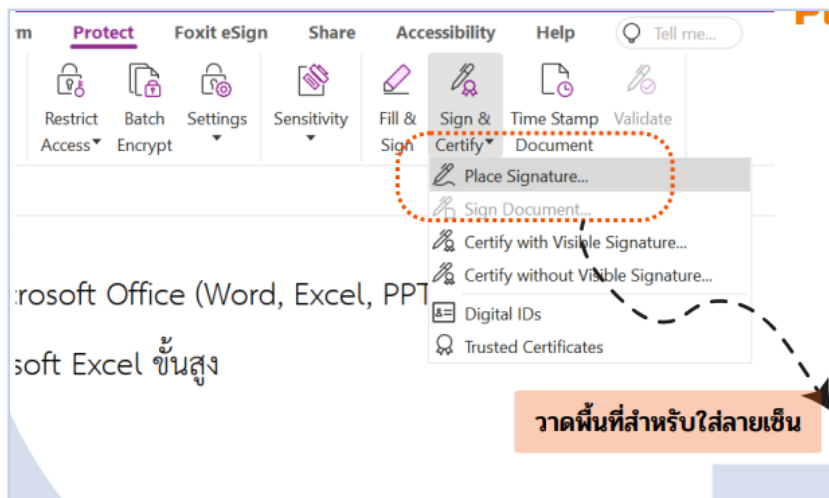 Protect Foxit eSign Share Accessibility Help Tell me...
Restrict Batch Settings Sensitivity Fill & Sign & Time Stamp Validate
Access Encrypt Sign Certify Document
Place Signature...
Sign Document...
Certify with Visible Signature...
rosoft Office (Word, Excel, PPT
Certify without Visible Signature...
Digital IDs
soft Excel ขั้นสูง
Trusted Certificates
วาดพื้นที่สำหรับใส่ลายเซ็น